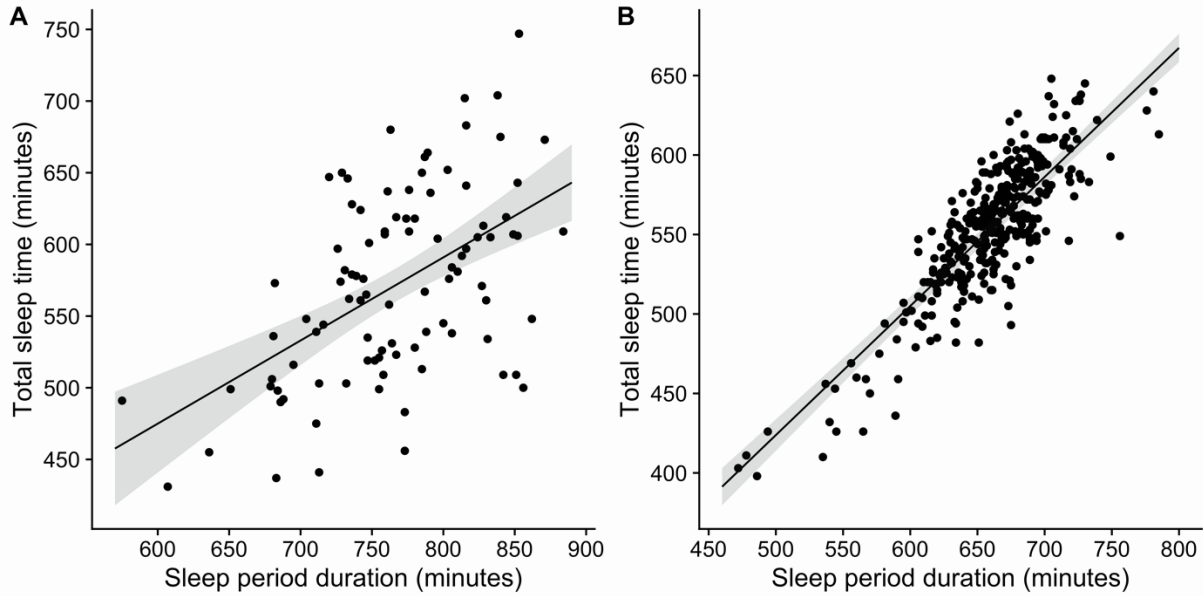 A
750
700
650
600
550
500
450
Total sleep time (minutes)
600 650 700 750 800 850 900
Sleep period duration (minutes)
B
650
600
550
500
450
400
Total sleep time (minutes)
450 500 550 600 650 700 750 800
Sleep period duration (minutes)